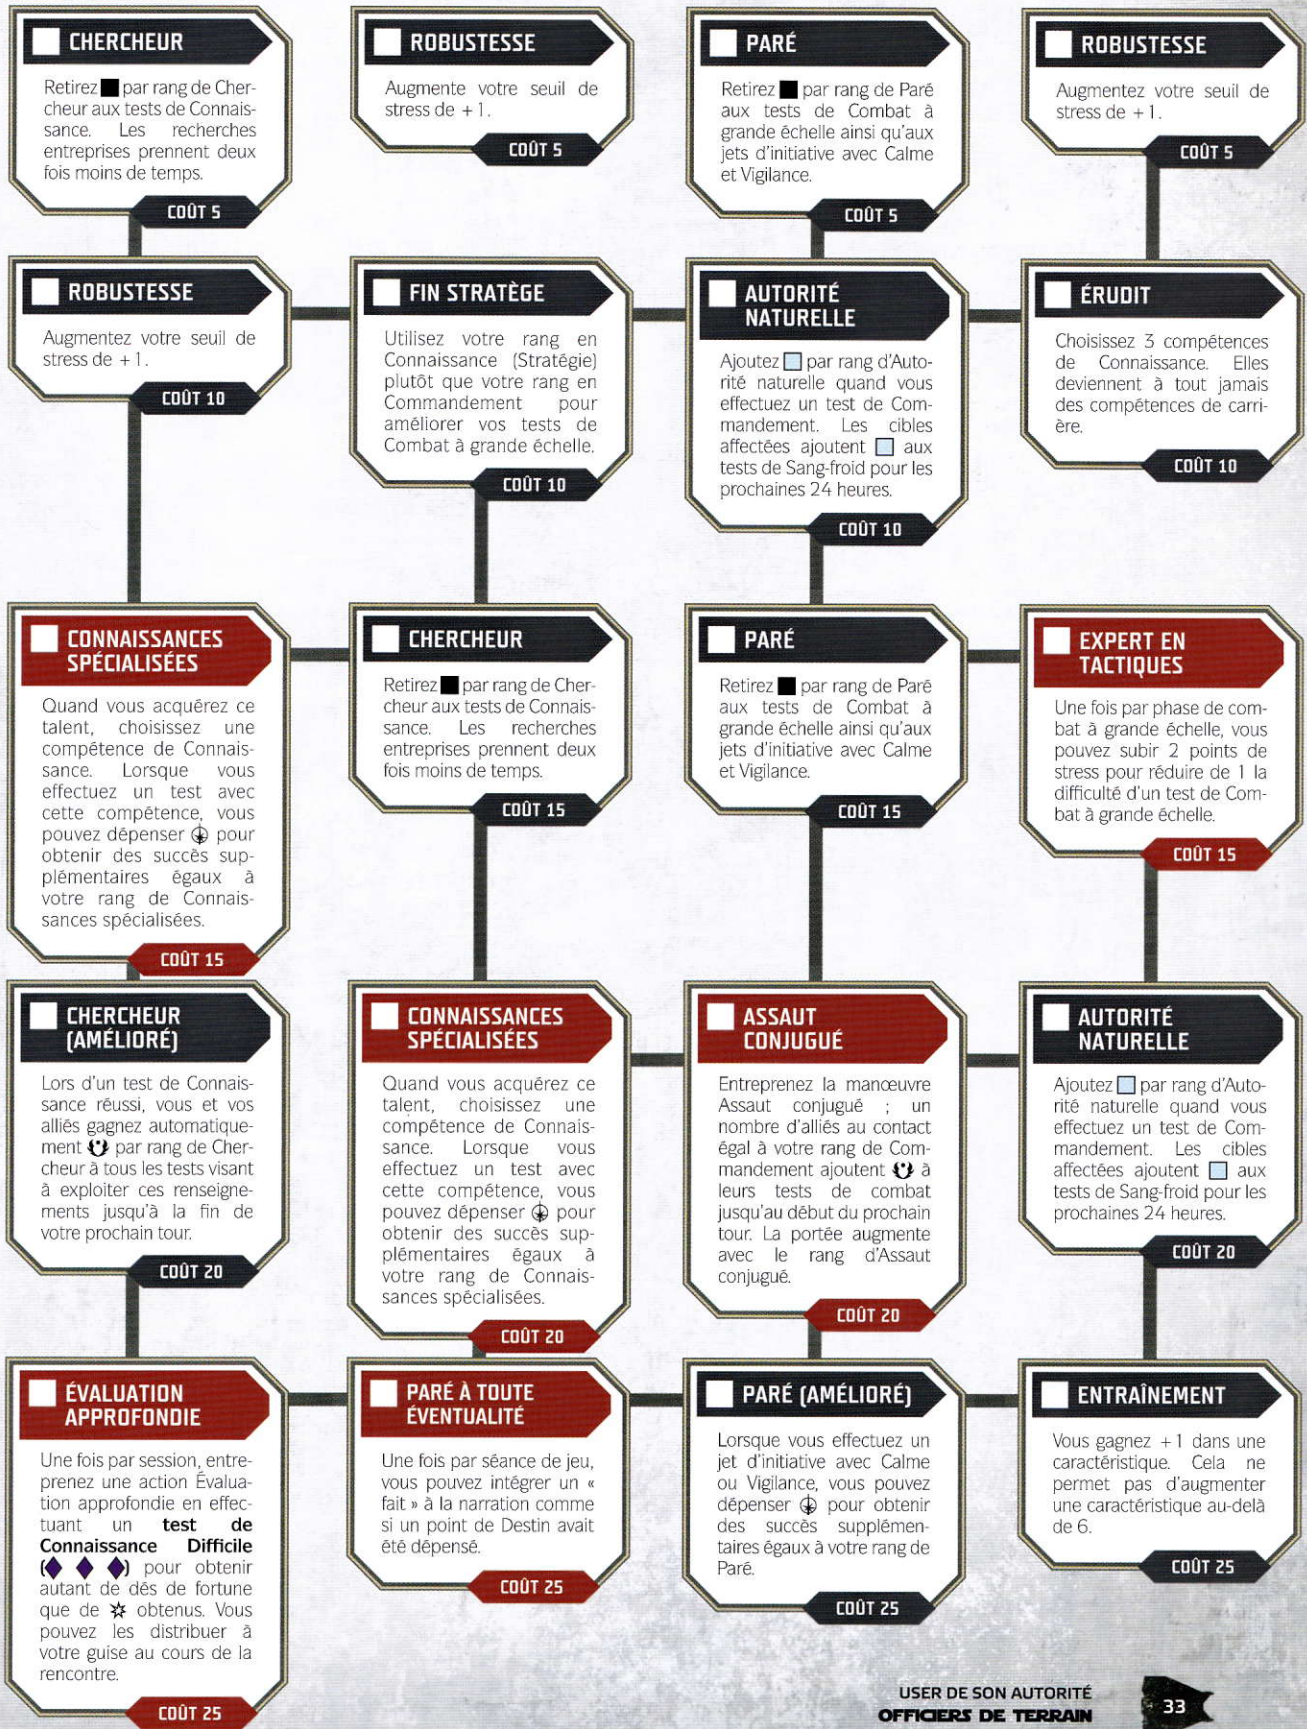 CHERCHEUR
Retirez par rang de Cher-
cheur aux tests de Connais-
sance. Les recherches
entreprises prennent deux
fois moins de temps.
COÛT 5
ROBUSTESSE
Augmente votre seuil de
stress de +1.
COÛT 5
PARÉ
Retirez par rang de Paré
aux tests de Combat à
grande échelle ainsi qu'aux
jets d'initiative avec Calme
et Vigilance.
COÛT 5
ROBUSTESSE
Augmentez votre seuil de
stress de +1.
COÛT 5
ROBUSTESSE
Augmentez votre seuil de
stress de +1.
COÛT 10
FIN STRATÈGE
Utilisez votre rang en
Connaissance (Stratégie)
plutôt que votre rang en
Commandement pour
améliorer vos tests de
Combat à grande échelle.
COÛT 10
AUTORITÉ
NATURELLE
Ajoutez par rang d'Auto-
rité naturelle quand vous
effectuez un test de Com-
mandement. Les cibles
affectées ajoutent aux
tests de Sang-froid pour les
prochaines 24 heures.
COÛT 10
ÉRUDIT
Choisissez 3 compétences
de Connaissance. Elles
deviennent à tout jamais
des compétences de carri-
ère.
COÛT 10
CONNAISSANCES
SPÉCIALISÉES
Quand vous acquérez ce
talent, choisissez une
compétence de Connais-
sance. Lorsque vous
effectuez un test avec
cette compétence, vous
pouvez dépenser pour
obtenir des succès sup-
plémentaires égaux à
votre rang de Connais-
sances spécialisées.
COÛT 15
CHERCHEUR
Retirez par rang de Cher-
cheur aux tests de Connais-
sance. Les recherches
entreprises prennent deux
fois moins de temps.
COÛT 15
PARÉ
Retirez par rang de Paré
aux tests de Combat à
grande échelle ainsi qu'aux
jets d'initiative avec Calme
et Vigilance.
COÛT 15
EXPERT EN
TACTIQUES
Une fois par phase de com-
bat à grande échelle, vous
pouvez subir 2 points de
stress pour réduire de 1 la
difficulté d'un test de Com-
bat à grande échelle.
COÛT 15
CHERCHEUR
(AMÉLIORÉ)
Lors d'un test de Connais-
sance réussi, vous et vos
alliés gagnez automatique-
ment par rang de Cher-
cheur à tous les tests visant
à exploiter ces renseigne-
ments jusqu'à la fin de
votre prochain tour.
COÛT 20
CONNAISSANCES
SPÉCIALISÉES
Quand vous acquérez ce
talent, choisissez une
compétence de Connais-
sance. Lorsque vous
effectuez un test avec
cette compétence, vous
pouvez dépenser pour
obtenir des succès sup-
plémentaires égaux à
votre rang de Connais-
sances spécialisées.
COÛT 20
ASSAUT
CONJUGUÉ
Entreprenez la manœuvre
Assaut conjugué ; un
nombre d'alliés au contact
égal à votre rang de Com-
mandement ajoutent à
leurs tests de combat
jusqu'au début du prochain
tour. La portée augmente
avec le rang d'Assaut
conjugué.
COÛT 20
AUTORITÉ
NATURELLE
Ajoutez par rang d'Auto-
rité naturelle quand vous
effectuez un test de Com-
mandement. Les cibles
affectées ajoutent aux
tests de Sang-froid pour les
prochaines 24 heures.
COÛT 20
ÉVALUATION
APPROFONDIE
Une fois par session, entre-
prenez une action Évalua-
tion approfondie en effec-
tuant un test de
Connaissance Difficile
(◆ ◆ ◆) pour obtenir
autant de dés de fortune
que de obtenus. Vous
pouvez les distribuer à
votre guise au cours de la
rencontre.
COÛT 25
PARÉ À TOUTE
ÉVENTUALITÉ
Une fois par séance de jeu,
vous pouvez intégrer un «
fait » à la narration comme
si un point de Destin avait
été dépensé.
COÛT 25
PARÉ (AMÉLIORÉ)
Lorsque vous effectuez un
jet d'initiative avec Calme
ou Vigilance, vous pouvez
dépenser pour obtenir
des succès supplémen-
taires égaux à votre rang de
Paré.
COÛT 25
ENTRAÎNEMENT
Vous gagnez +1 dans une
caractéristique. Cela ne
permet pas d'augmenter
une caractéristique au-delà
de 6.
COÛT 25
USER DE SON AUTORITÉ
OFFICIERS DE TERRAIN
33